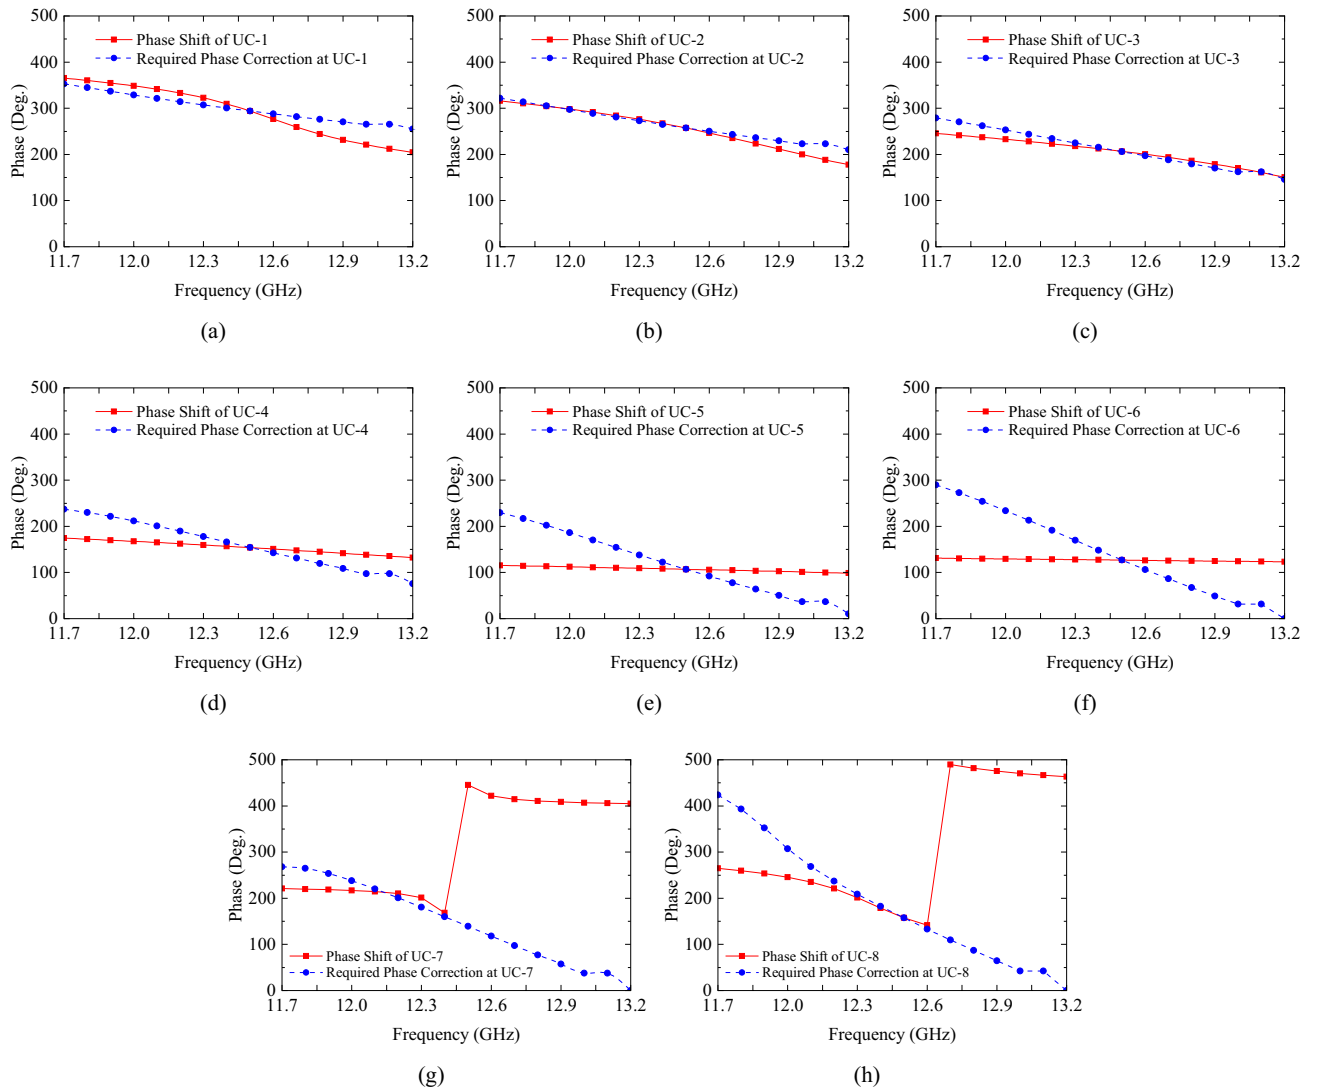 500
400
300
200
100
0
Phase (Deg.)
Phase Shift of UC-1
Required Phase Correction at UC-1
11.7 12.0 12.3 12.6 12.9 13.2
Frequency (GHz)
(a)
500
400
300
200
100
0
Phase (Deg.)
Phase Shift of UC-2
Required Phase Correction at UC-2
11.7 12.0 12.3 12.6 12.9 13.2
Frequency (GHz)
(b)
500
400
300
200
100
0
Phase (Deg.)
Phase Shift of UC-3
Required Phase Correction at UC-3
11.7 12.0 12.3 12.6 12.9 13.2
Frequency (GHz)
(c)
500
400
300
200
100
0
Phase (Deg.)
Phase Shift of UC-4
Required Phase Correction at UC-4
11.7 12.0 12.3 12.6 12.9 13.2
Frequency (GHz)
(d)
500
400
300
200
100
0
Phase (Deg.)
Phase Shift of UC-5
Required Phase Correction at UC-5
11.7 12.0 12.3 12.6 12.9 13.2
Frequency (GHz)
(e)
500
400
300
200
100
0
Phase (Deg.)
Phase Shift of UC-6
Required Phase Correction at UC-6
11.7 12.0 12.3 12.6 12.9 13.2
Frequency (GHz)
(f)
500
400
300
200
100
0
Phase (Deg.)
Phase Shift of UC-7
Required Phase Correction at UC-7
11.7 12.0 12.3 12.6 12.9 13.2
Frequency (GHz)
(g)
500
400
300
200
100
0
Phase (Deg.)
Phase Shift of UC-8
Required Phase Correction at UC-8
11.7 12.0 12.3 12.6 12.9 13.2
Frequency (GHz)
(h)